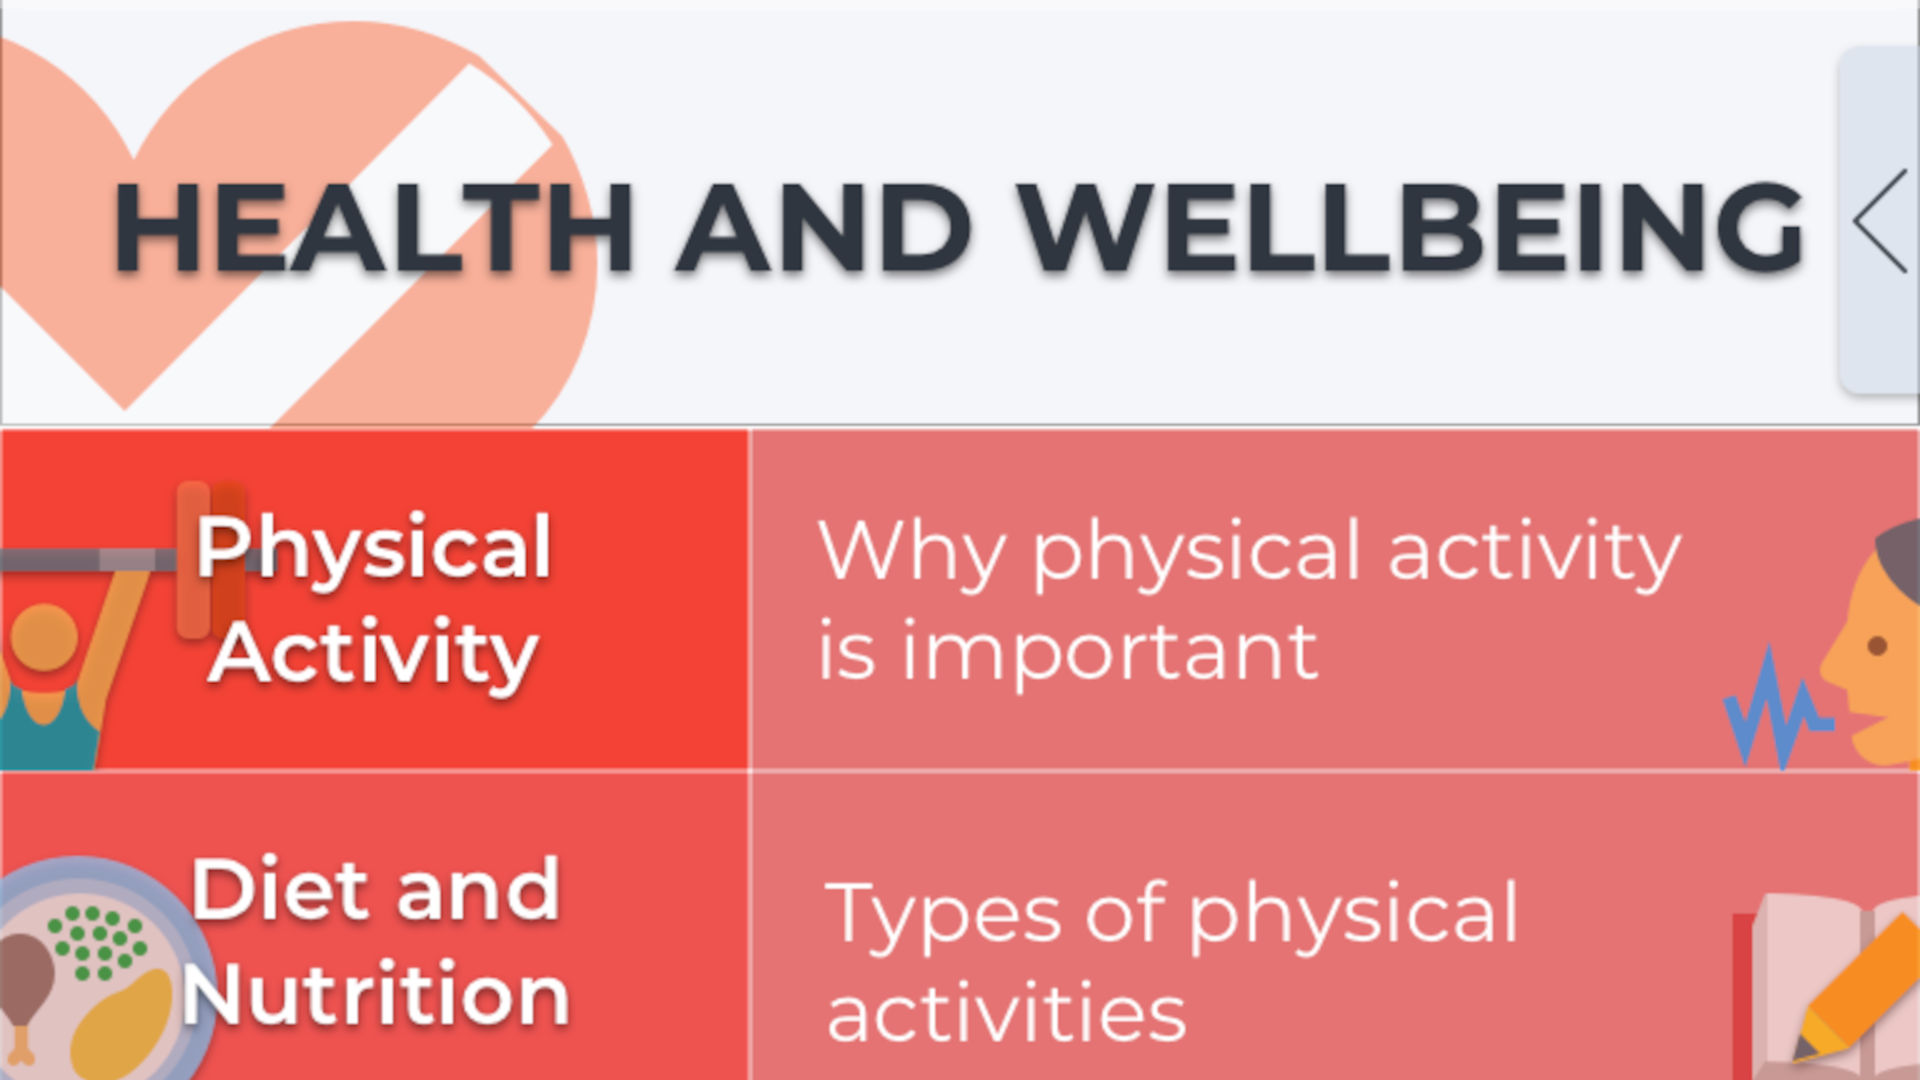 HEALTH AND WELLBEING
Physical
Activity
Why physical activity
is important
Diet and
Nutrition
Types of physical
activities